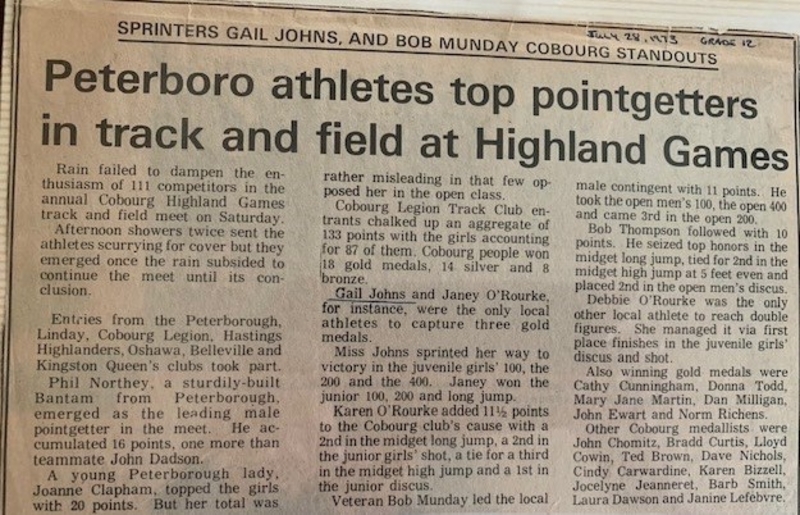 SPRINTERS GAIL JOHNS, AND BOB MUNDAY COBOURG STANDOUTS
JULY 28, 1973 GRADE 12
Peterboro athletes top pointgetters
in track and field at Highland Games
Rain failed to dampen the en-
thusiasm of 111 competitors in the
annual Cobourg Highland Games
track and field meet on Saturday.
Afternoon showers twice sent the
athletes scurrying for cover but they
emerged once the rain subsided to
continue the meet until its con-
clusion.
Entries from the Peterborough,
Linday, Cobourg Legion, Hastings
Highlanders, Oshawa, Belleville and
Kingston Queen's clubs took part.
Phil Northey, a sturdily-built
Bantam from Peterborough,
emerged as the leading male
pointgetter in the meet. He ac-
cumulated 16 points, one more than
teammate John Dadson.
A young Peterborough lady,
Joanne Clapham, topped the girls
with 20 points. But her total was
rather misleading in that few op-
posed her in the open class.
Cobourg Legion Track Club en-
trants chalked up an aggregate of
133 points with the girls accounting
for 87 of them. Cobourg people won
18 gold medals, 14 silver and 8
bronze.
Gail Johns and Janey O'Rourke,
for instance, were the only local
athletes to capture three gold
medals.
Miss Johns sprinted her way to
victory in the juvenile girls' 100, the
200 and the 400. Janey won the
junior 100, 200 and long jump.
Karen O'Rourke added 11½ points
to the Cobourg club's cause with a
2nd in the midget long jump, a 2nd in
the junior girls' shot, a tie for a third
in the midget high jump and a 1st in
the junior discus.
Veteran Bob Munday led the local
male contingent with 11 points. He
took the open men's 100, the open 400
and came 3rd in the open 200.
Bob Thompson followed with 10
points. He seized top honors in the
midget long jump, tied for 2nd in the
midget high jump at 5 feet even and
placed 2nd in the open men's discus.
Debbie O'Rourke was the only
other local athlete to reach double
figures. She managed it via first
place finishes in the juvenile girls'
discus and shot.
Also winning gold medals were
Cathy Cunningham, Donna Todd,
Mary Jane Martin, Dan Milligan,
John Ewart and Norm Richens.
Other Cobourg medallists were
John Chomitz, Bradd Curtis, Lloyd
Cowin, Ted Brown, Dave Nichols,
Cindy Carwardine, Karen Bizzell,
Jocelyne Jeanneret, Barb Smith,
Laura Dawson and Janine Lefebvre.